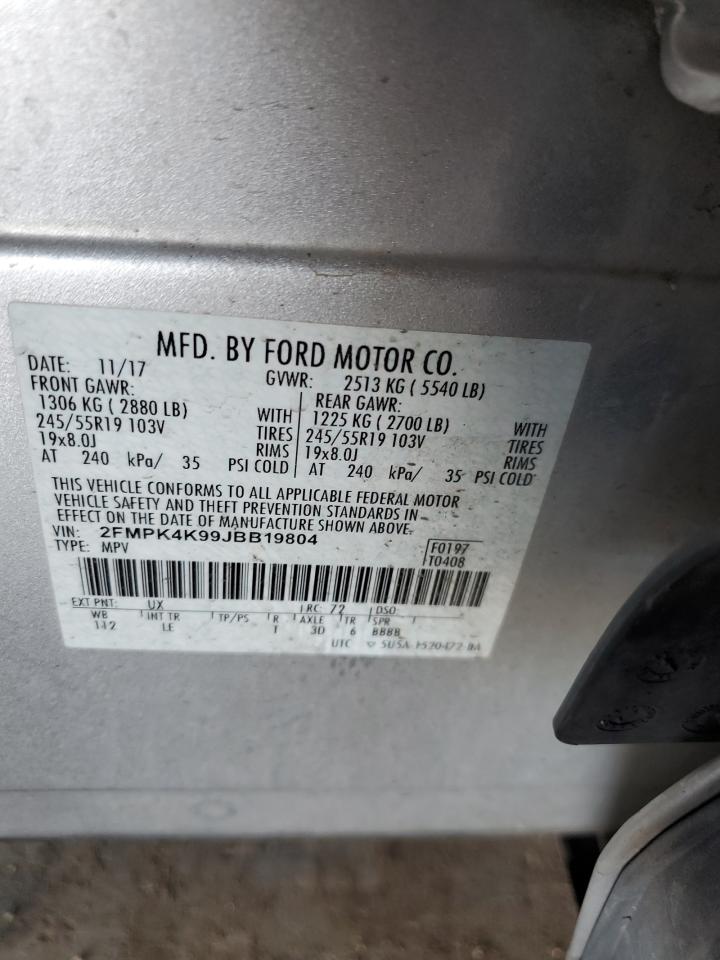 MFD. BY FORD MOTOR CO.
DATE: 11/17 GVWR: 2513 KG ( 5540 LB)
FRONT GAWR: REAR GAWR:
1306 KG ( 2880 LB) WITH 1225 KG ( 2700 LB) WITH
245/55R19 103V TIRES 245/55R19 103V TIRES
19x8.0J RIMS 19x8.0J RIMS
AT 240 kPa/ 35 PSI COLD AT 240 kPa/ 35 PSI COLD
THIS VEHICLE CONFORMS TO ALL APPLICABLE FEDERAL MOTOR
VEHICLE SAFETY AND THEFT PREVENTION STANDARDS IN
EFFECT ON THE DATE OF MANUFACTURE SHOWN ABOVE.
VIN: 2FMPK4K99JBB19804
TYPE: MPV
F0197
T0408
EXT PNT: UX RC: 72 DSO:
WB INT TR TP/PS R AXLE TR SPR
112 LE 1 3D 6 BBBB
UTC